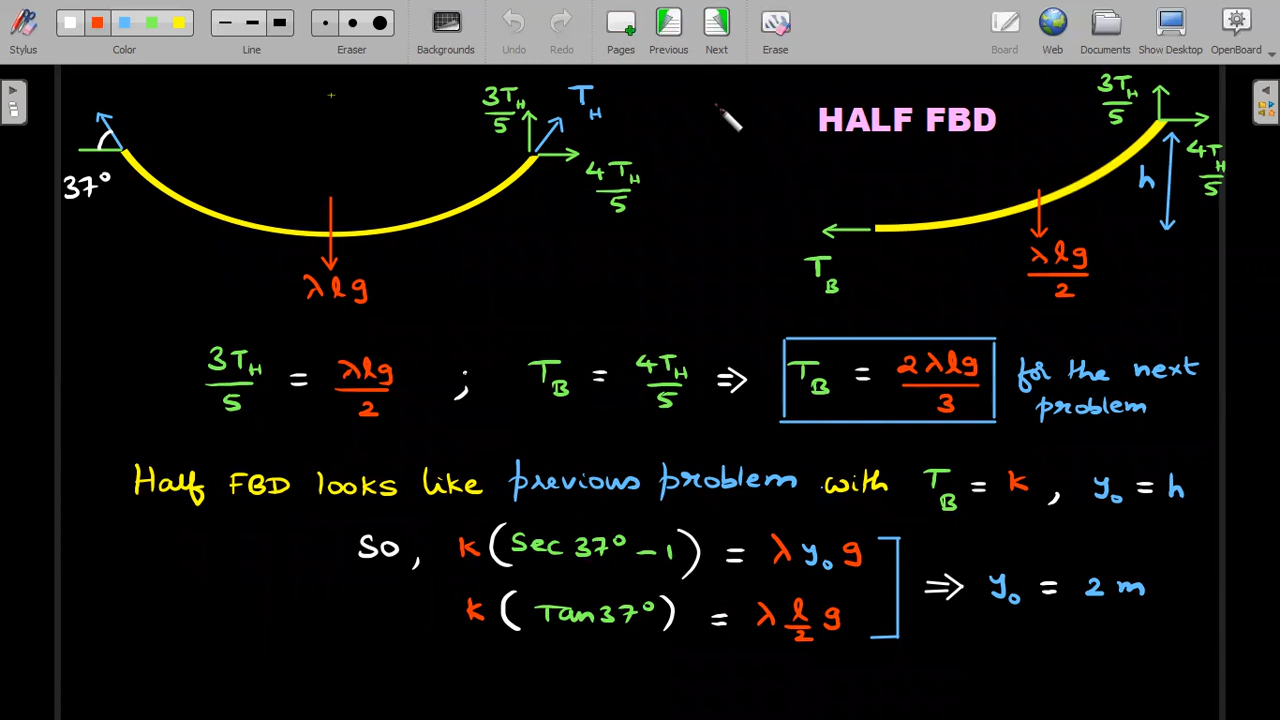 Stylus
Color
Line
Eraser
Backgrounds
Undo
Redo
Pages
Previous
Next
Erase
Board
Web
Documents
Show Desktop
OpenBoard
37°
3T_H/5
T_H
4T_H/5
λlg
HALF FBD
3T_H/5
4T_H/5
h
T_B
λlg/2
3T_H/5 = λlg/2 ; T_B = 4T_H/5 ⇒ T_B = 2λlg/3 for the next
problem
Half FBD looks like previous problem with T_B = k, y₀ = h
So, k(Sec 37° - 1) = λy₀g
k(Tan37°) = λ l/2 g
⇒ y₀ = 2 m